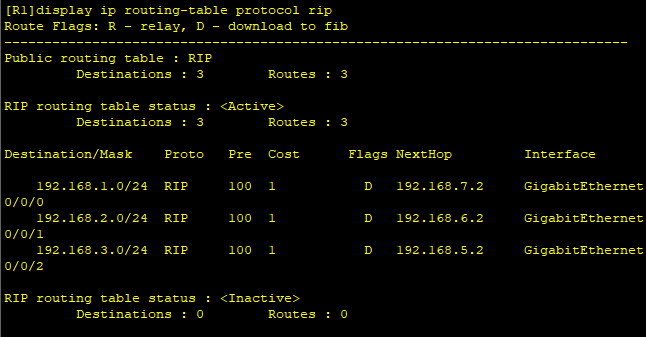 [R1]display ip routing-table protocol rip
Route Flags: R - relay, D - download to fib
------------------------------------------------------------------------------
Public routing table : RIP
         Destinations : 3        Routes : 3
RIP routing table status : <Active>
         Destinations : 3        Routes : 3
Destination/Mask    Proto   Pre  Cost         Flags NextHop         Interface
    192.168.1.0/24  RIP     100  1              D   192.168.7.2     GigabitEthernet
0/0/0
    192.168.2.0/24  RIP     100  1              D   192.168.6.2     GigabitEthernet
0/0/1
    192.168.3.0/24  RIP     100  1              D   192.168.5.2     GigabitEthernet
0/0/2
RIP routing table status : <Inactive>
         Destinations : 0        Routes : 0